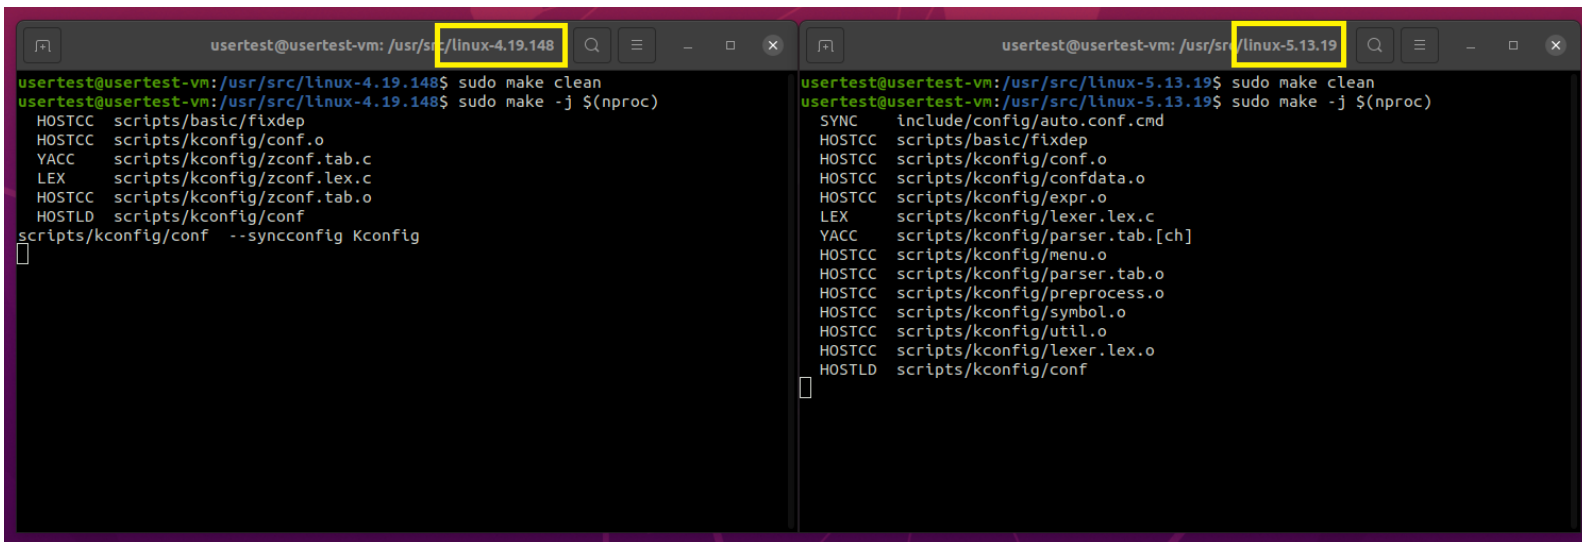 usertest@usertest-vm: /usr/src/linux-4.19.148
usertest@usertest-vm:/usr/src/linux-4.19.148$ sudo make clean
usertest@usertest-vm:/usr/src/linux-4.19.148$ sudo make -j $(nproc)
  HOSTCC  scripts/basic/fixdep
  HOSTCC  scripts/kconfig/conf.o
  YACC    scripts/kconfig/zconf.tab.c
  LEX     scripts/kconfig/zconf.lex.c
  HOSTCC  scripts/kconfig/zconf.tab.o
  HOSTLD  scripts/kconfig/conf
scripts/kconfig/conf  --syncconfig Kconfig
usertest@usertest-vm: /usr/src/linux-5.13.19
usertest@usertest-vm:/usr/src/linux-5.13.19$ sudo make clean
usertest@usertest-vm:/usr/src/linux-5.13.19$ sudo make -j $(nproc)
  SYNC    include/config/auto.conf.cmd
  HOSTCC  scripts/basic/fixdep
  HOSTCC  scripts/kconfig/conf.o
  HOSTCC  scripts/kconfig/confdata.o
  HOSTCC  scripts/kconfig/expr.o
  LEX     scripts/kconfig/lexer.lex.c
  YACC    scripts/kconfig/parser.tab.[ch]
  HOSTCC  scripts/kconfig/menu.o
  HOSTCC  scripts/kconfig/parser.tab.o
  HOSTCC  scripts/kconfig/preprocess.o
  HOSTCC  scripts/kconfig/symbol.o
  HOSTCC  scripts/kconfig/util.o
  HOSTCC  scripts/kconfig/lexer.lex.o
  HOSTLD  scripts/kconfig/conf